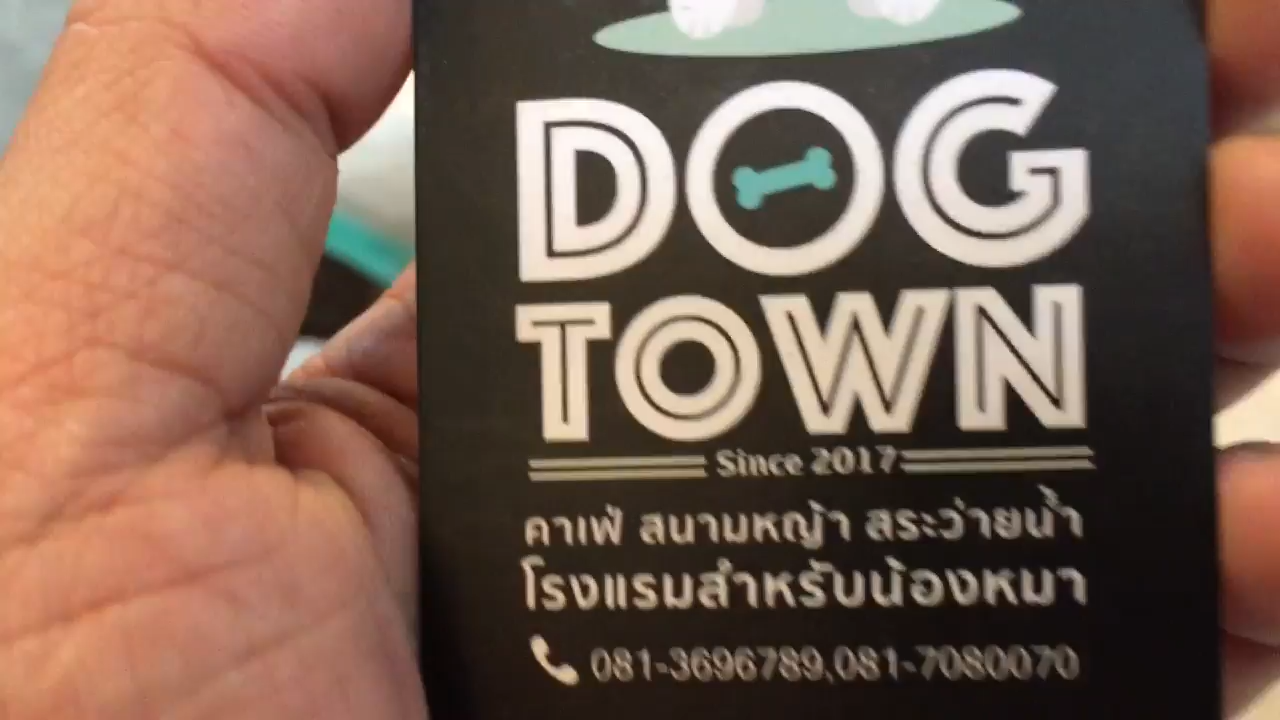 DOG
TOWN
Since 2017
คาเฟ่ สนามหญ้า สระว่ายน้ำ
โรงแรมสำหรับน้องหมา
081-3696789,081-7080070